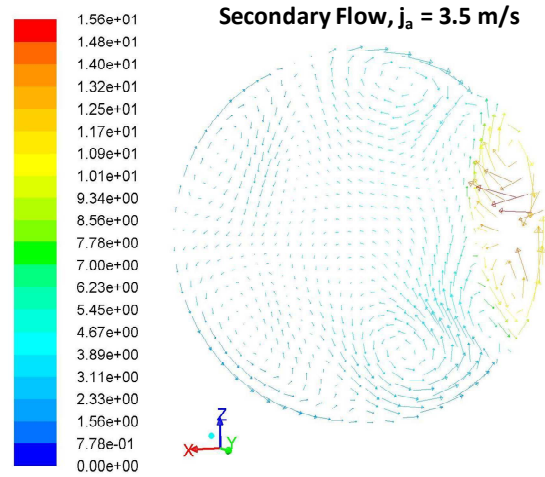 Secondary Flow, jₐ = 3.5 m/s
1.56e+01
1.48e+01
1.40e+01
1.32e+01
1.25e+01
1.17e+01
1.09e+01
1.01e+01
9.34e+00
8.56e+00
7.78e+00
7.00e+00
6.23e+00
5.45e+00
4.67e+00
3.89e+00
3.11e+00
2.33e+00
1.56e+00
7.78e-01
0.00e+00
Z
X
Y